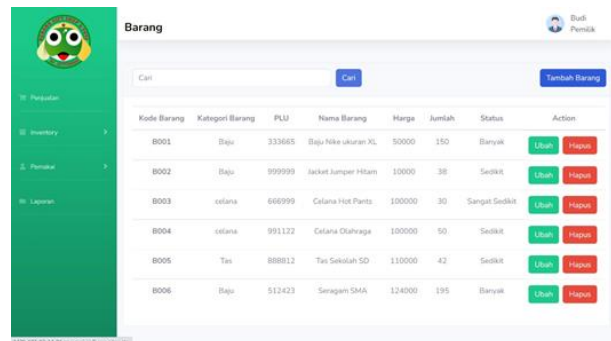 Barang
Budi
Pemilik
Cari
Cari
Tambah Barang
Penjualan
Inventory
Pemakai
Laporan
Kode Barang Kategori Barang PLU Nama Barang Harga Jumlah Status Action
B001 Baju 333665 Baju Nike ukuran XL 50000 150 Banyak Ubah Hapus
B002 Baju 999999 Jacket Jumper Hitam 10000 38 Sedikit Ubah Hapus
B003 celana 666999 Celana Hot Pants 100000 30 Sangat Sedikit Ubah Hapus
B004 celana 991122 Celana Olahraga 100000 50 Sedikit Ubah Hapus
B005 Tas 888812 Tas Sekolah SD 110000 42 Sedikit Ubah Hapus
B006 Baju 512423 Seragam SMA 124000 195 Banyak Ubah Hapus